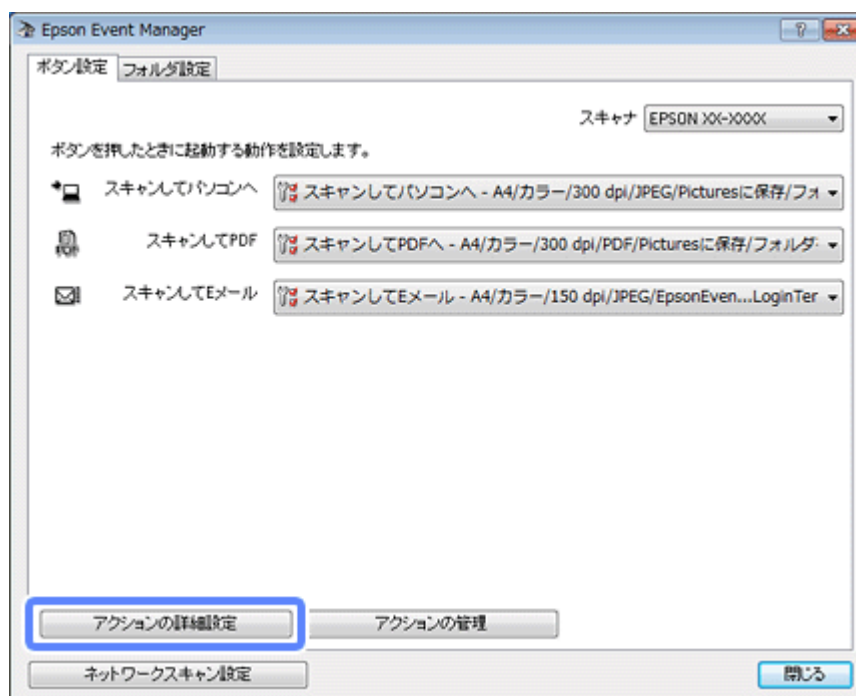 Epson Event Manager
ボタン設定 フォルダ設定
スキャナ EPSON XX-XXXX
ボタンを押したときに起動する動作を設定します。
スキャンしてパソコンへ スキャンしてパソコンへ - A4/カラー/300 dpi/JPEG/Picturesに保存/フォ
スキャンしてPDF スキャンしてPDFへ - A4/カラー/300 dpi/PDF/Picturesに保存/フォルダ
スキャンしてEメール スキャンしてEメール - A4/カラー/150 dpi/JPEG/EpsonEven...LoginTer
アクションの詳細設定 アクションの管理
ネットワークスキャン設定 閉じる